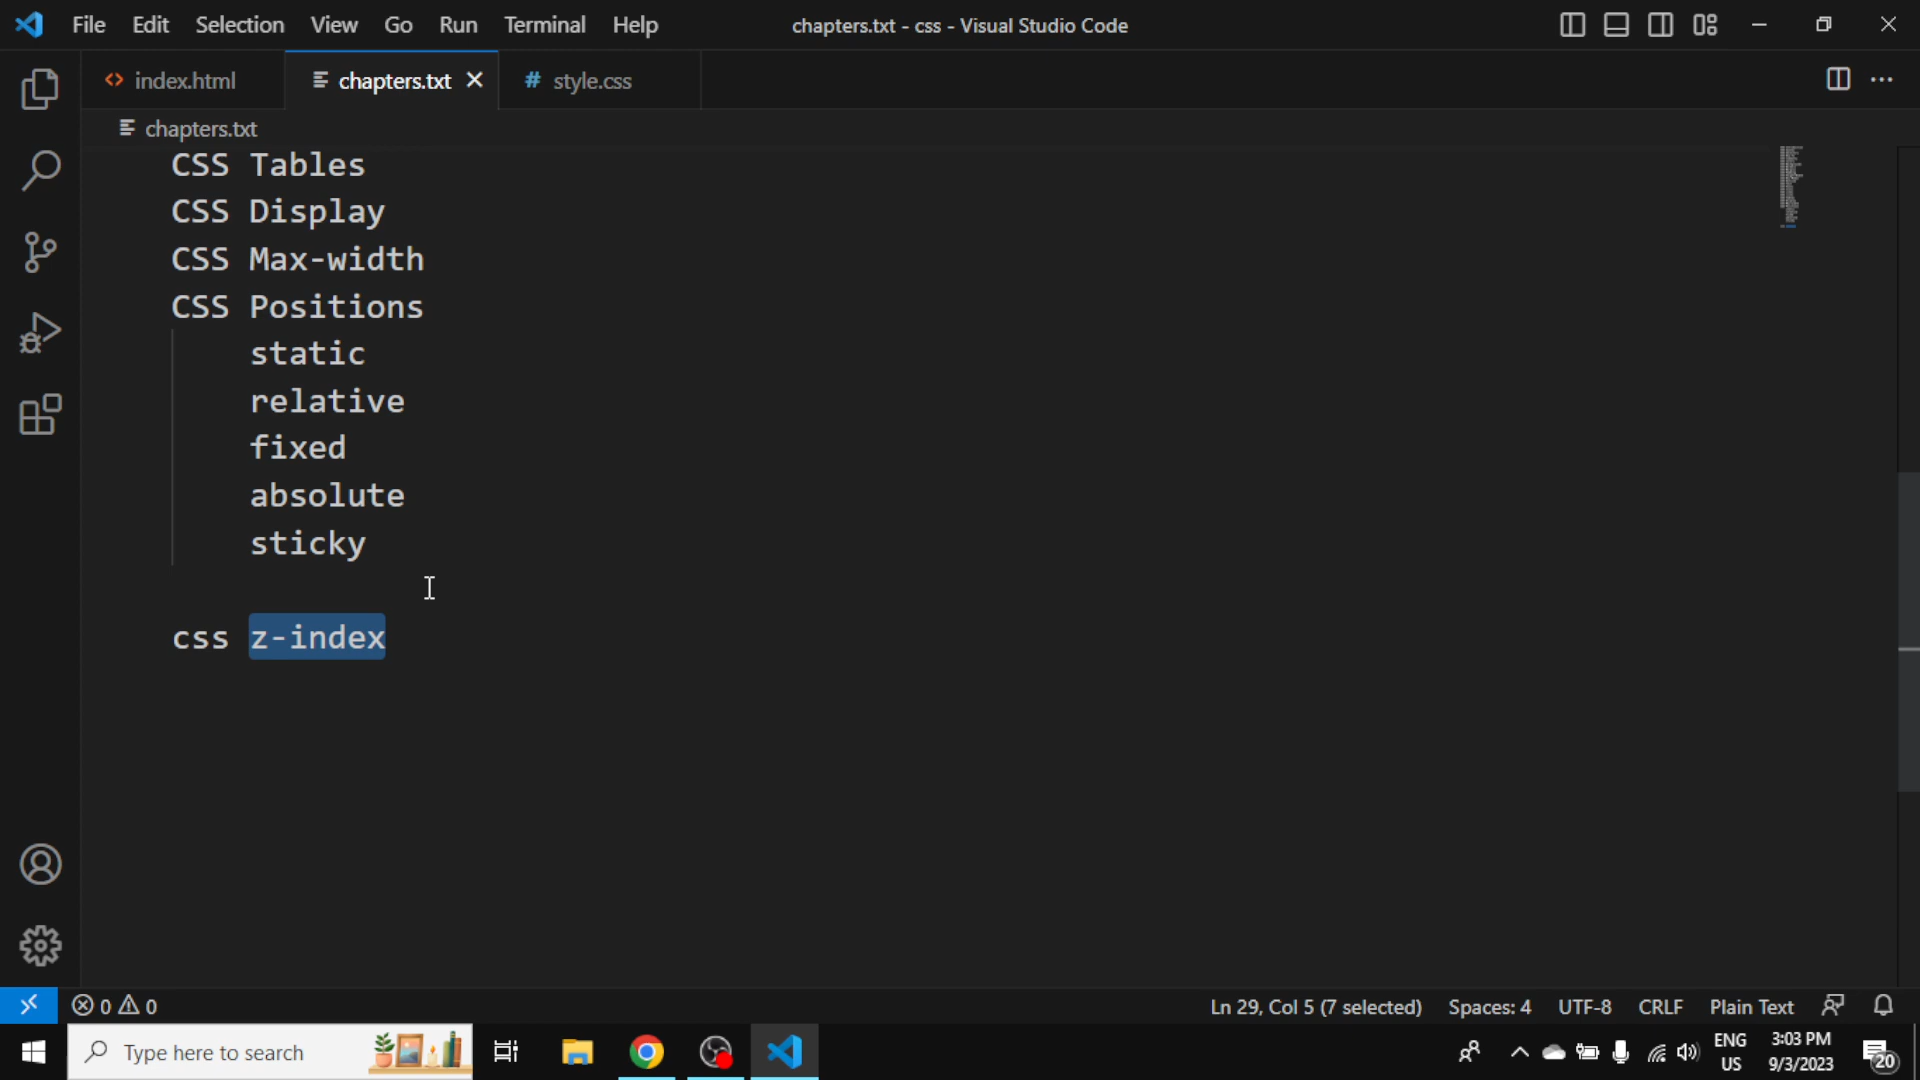 File Edit Selection View Go Run Terminal Help chapters.txt - css - Visual Studio Code
index.html chapters.txt # style.css
chapters.txt
CSS Tables
CSS Display
CSS Max-width
CSS Positions
static
relative
fixed
absolute
sticky
css z-index
0 0 Ln 29, Col 5 (7 selected) Spaces: 4 UTF-8 CRLF Plain Text
Type here to search ENG US 3:03 PM 9/3/2023 20